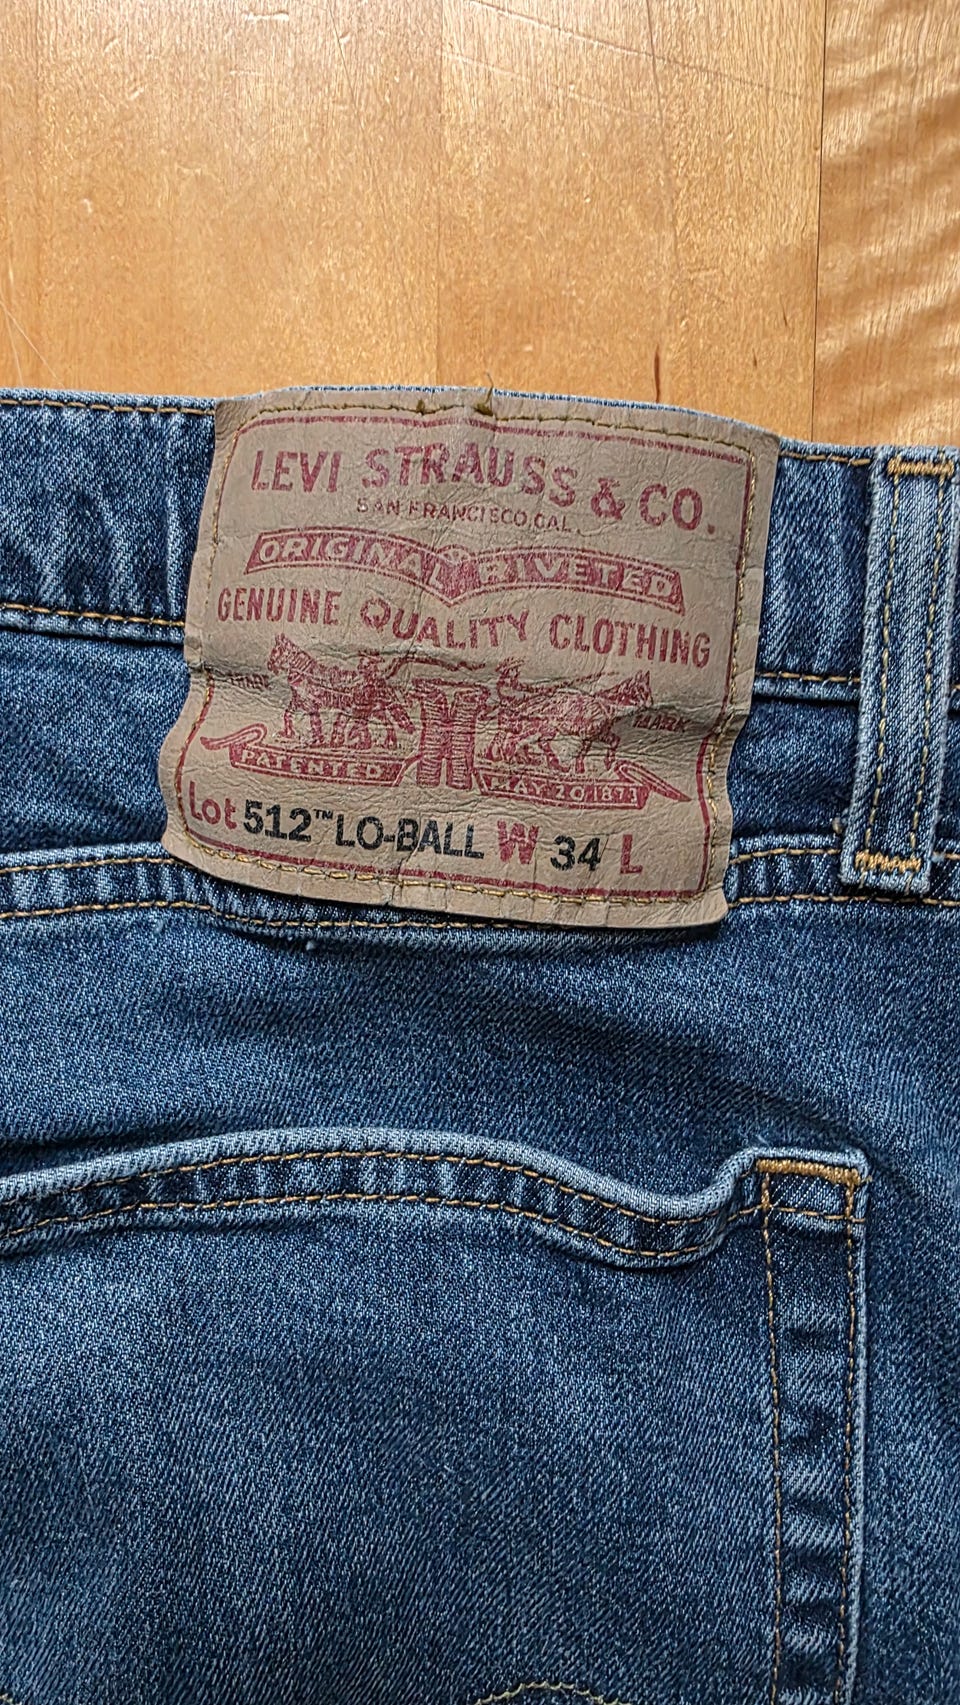 LEVI STRAUSS & CO.
SAN FRANCISCO, CAL.
ORIGINAL RIVETED
GENUINE QUALITY CLOTHING
MARK
PATENTED MAY 20 1873
Lot 512™ LO-BALL W 34 L